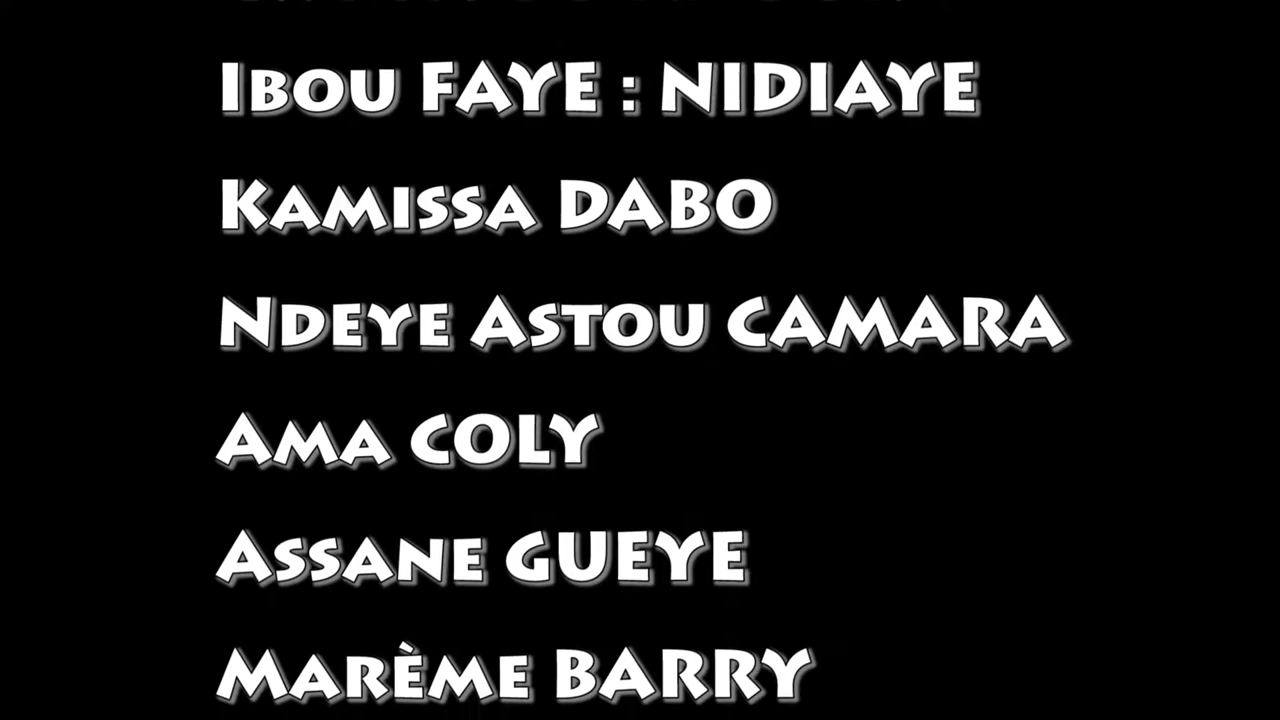 Ibou FAYE : NIDIAYE
Kamissa DABO
Ndeye Astou CAMARA
Ama COLY
Assane GUEYE
Marème BARRY